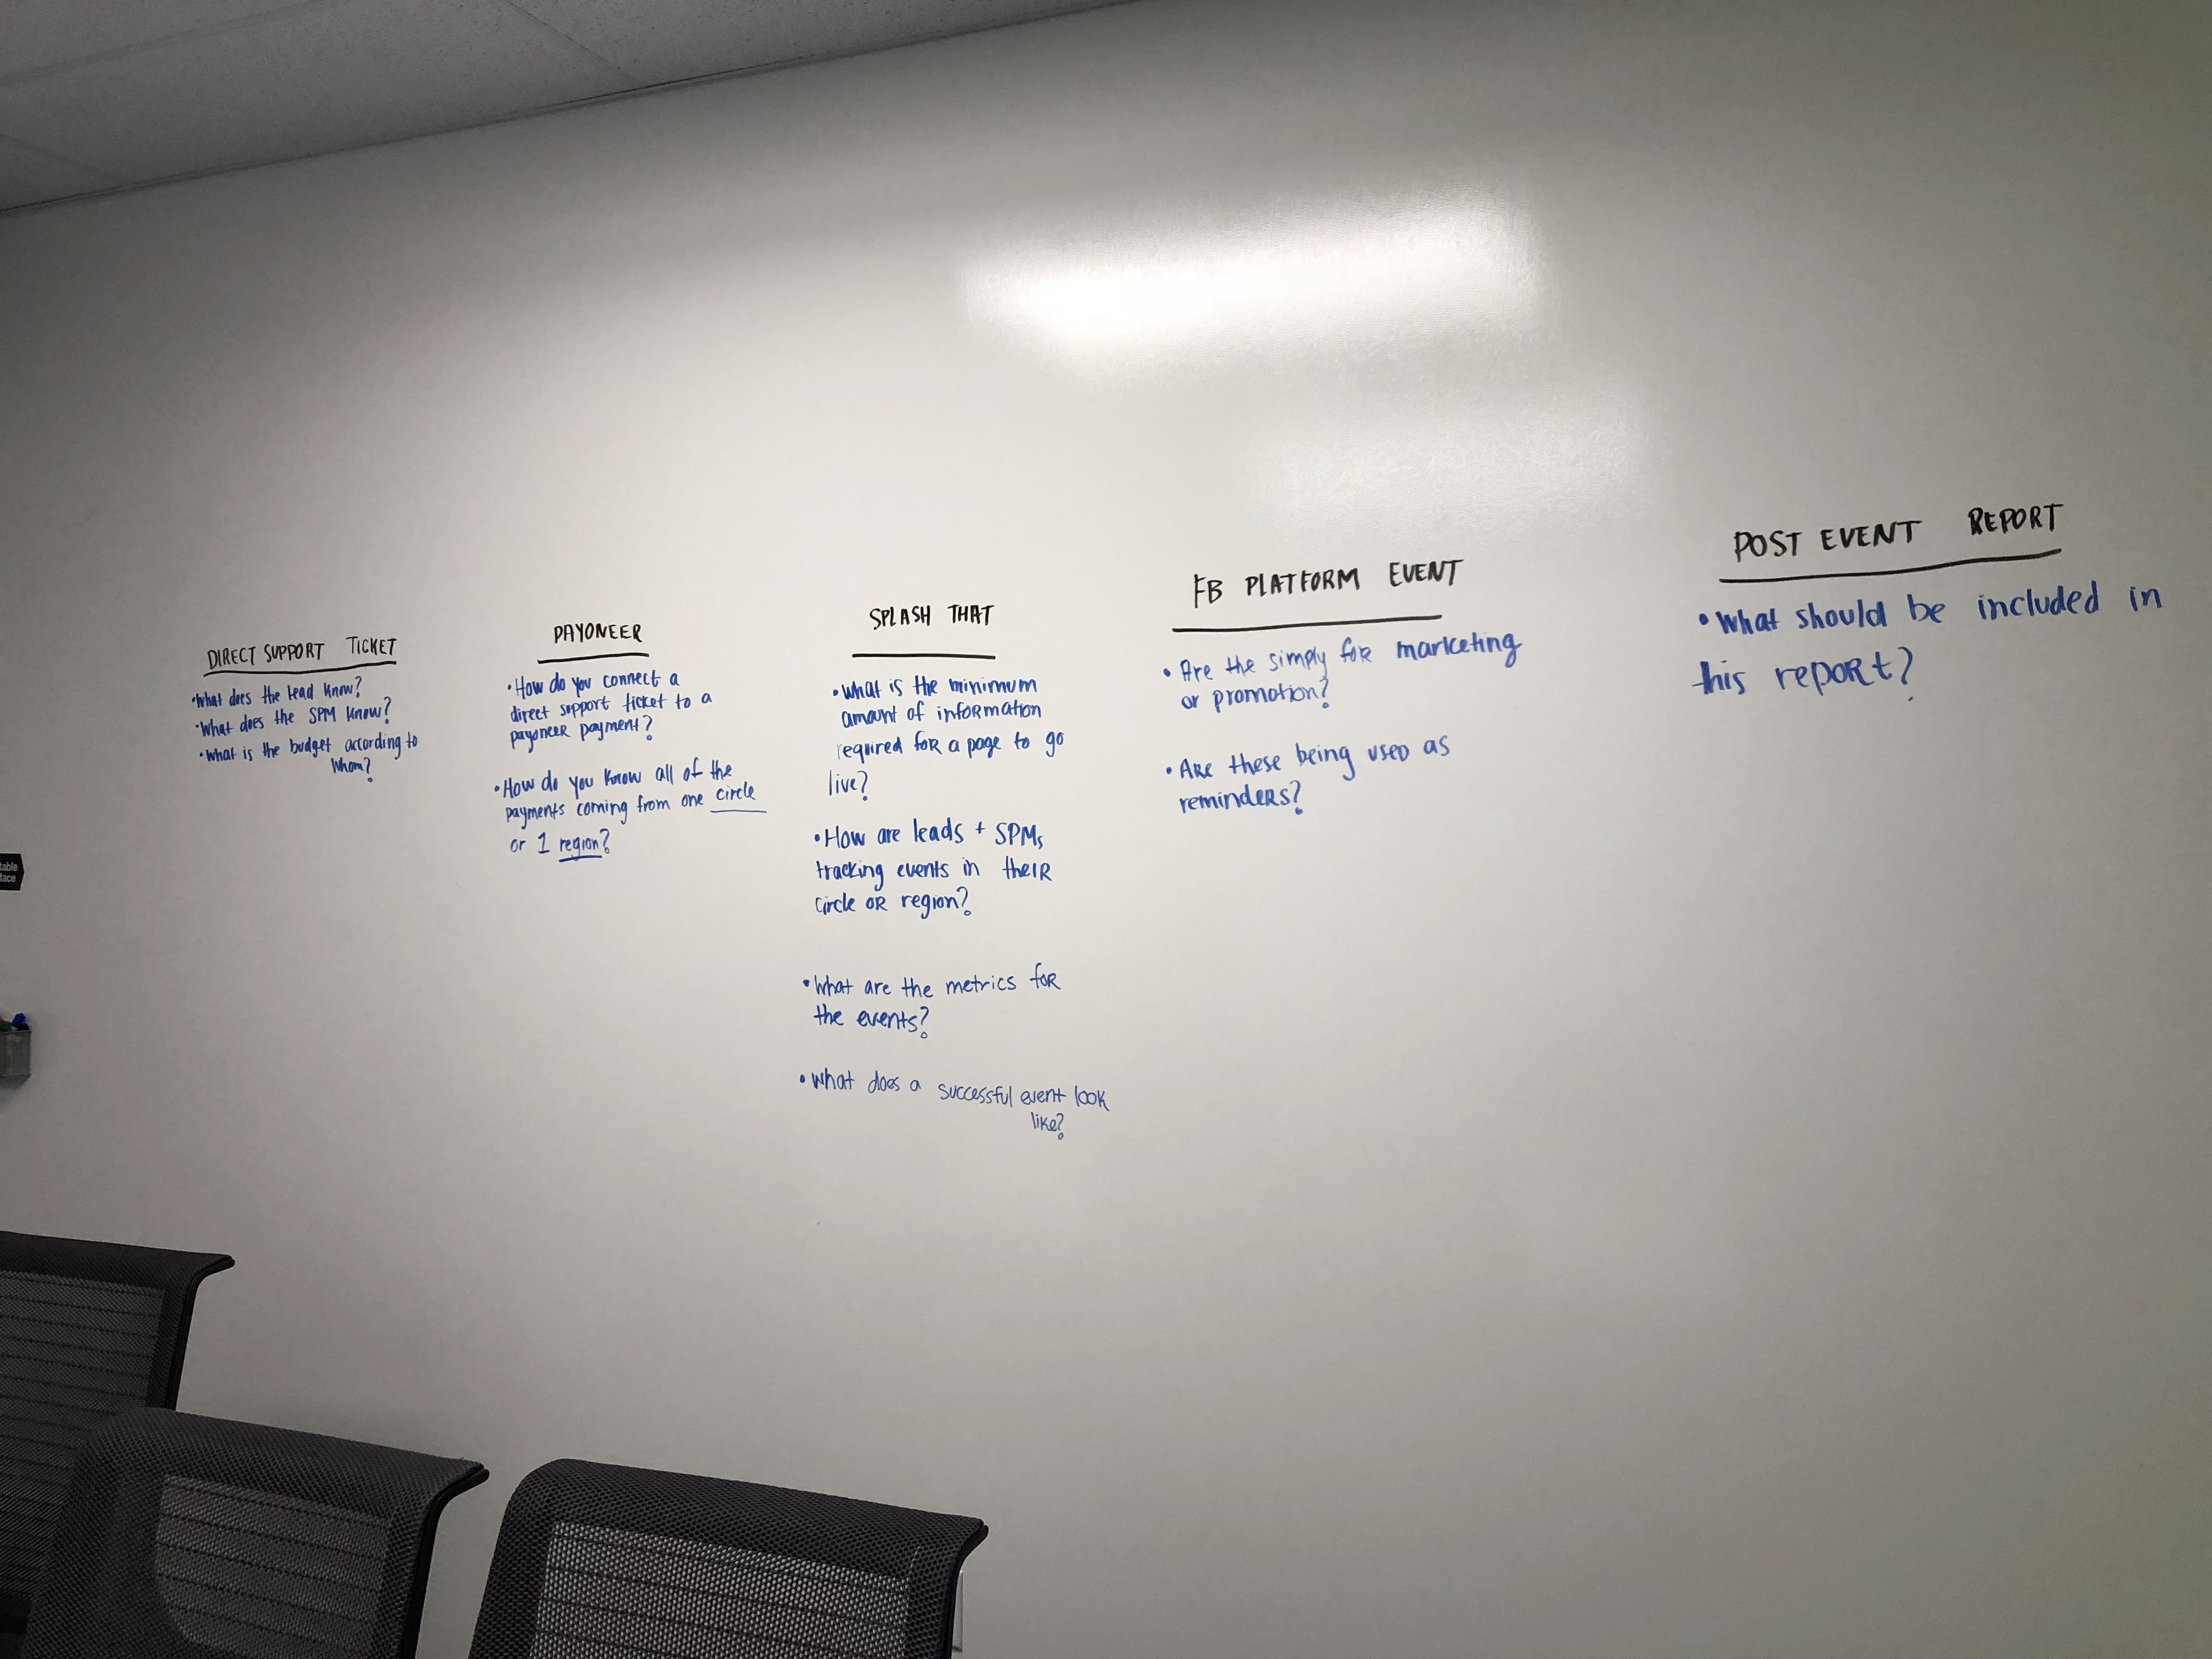 DIRECT SUPPORT TICKET
•What does the lead know?
•What does the SPM know?
•What is the budget according to
whom?
PAYONEER
•How do you connect a
direct support ticket to a
payoneer payment?
•How do you know all of the
payments coming from one circle
or 1 region?
SPLASH THAT
•What is the minimum
amount of information
required for a page to go
live?
•How are leads + SPMs
tracking events in their
circle or region?
•What are the metrics for
the events?
•What does a successful event look
like?
FB PLATFORM EVENT
•Are the simply for marketing
or promotion?
•Are these being used as
reminders?
POST EVENT REPORT
•What should be included in
this report?
table
face